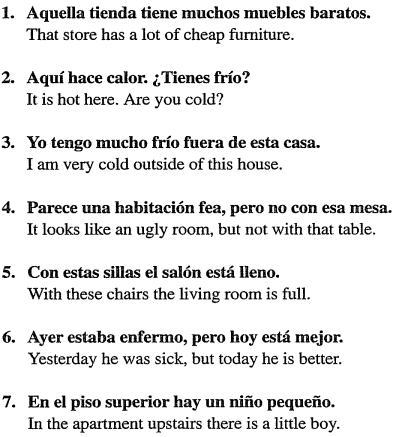 1. Aquella tienda tiene muchos muebles baratos.
That store has a lot of cheap furniture.
2. Aquí hace calor. ¿Tienes frío?
It is hot here. Are you cold?
3. Yo tengo mucho frío fuera de esta casa.
I am very cold outside of this house.
4. Parece una habitación fea, pero no con esa mesa.
It looks like an ugly room, but not with that table.
5. Con estas sillas el salón está lleno.
With these chairs the living room is full.
6. Ayer estaba enfermo, pero hoy está mejor.
Yesterday he was sick, but today he is better.
7. En el piso superior hay un niño pequeño.
In the apartment upstairs there is a little boy.